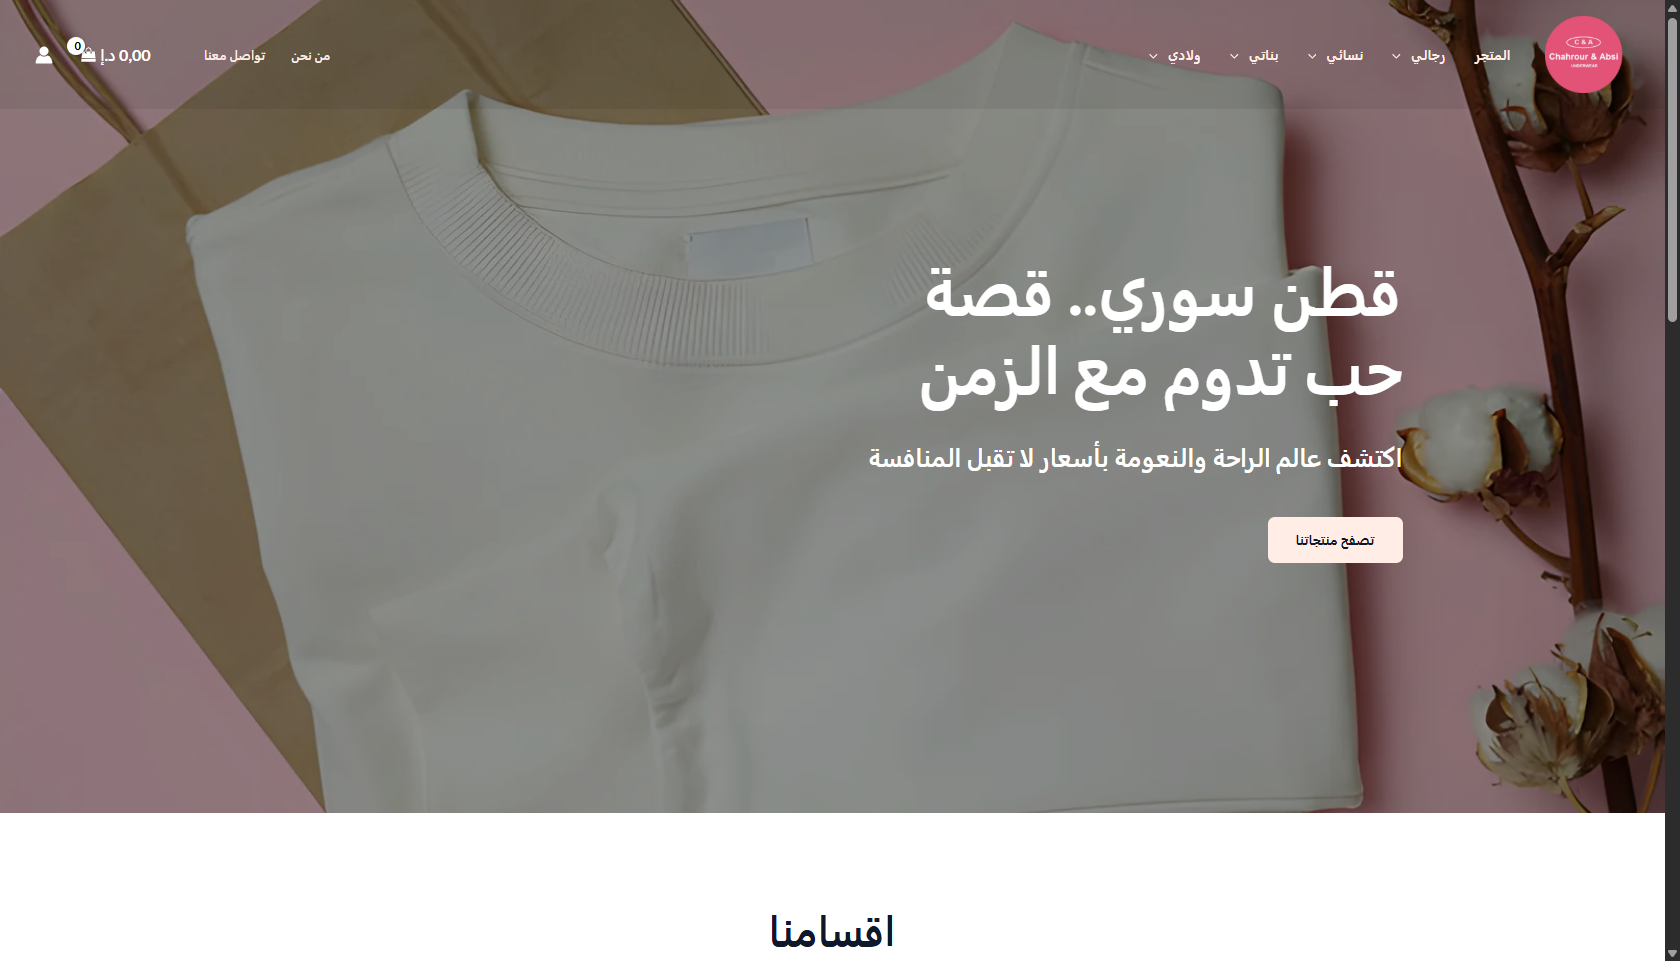 C & A
Chahrour & Absi
UNDERWEAR
المتجر
رجالي
نسائي
بناتي
ولادي
من نحن
تواصل معنا
0,00 د.إ
0
قطن سوري.. قصة
حب تدوم مع الزمن
اكتشف عالم الراحة والنعومة بأسعار لا تقبل المنافسة
تصفح منتجاتنا
اقسامنا